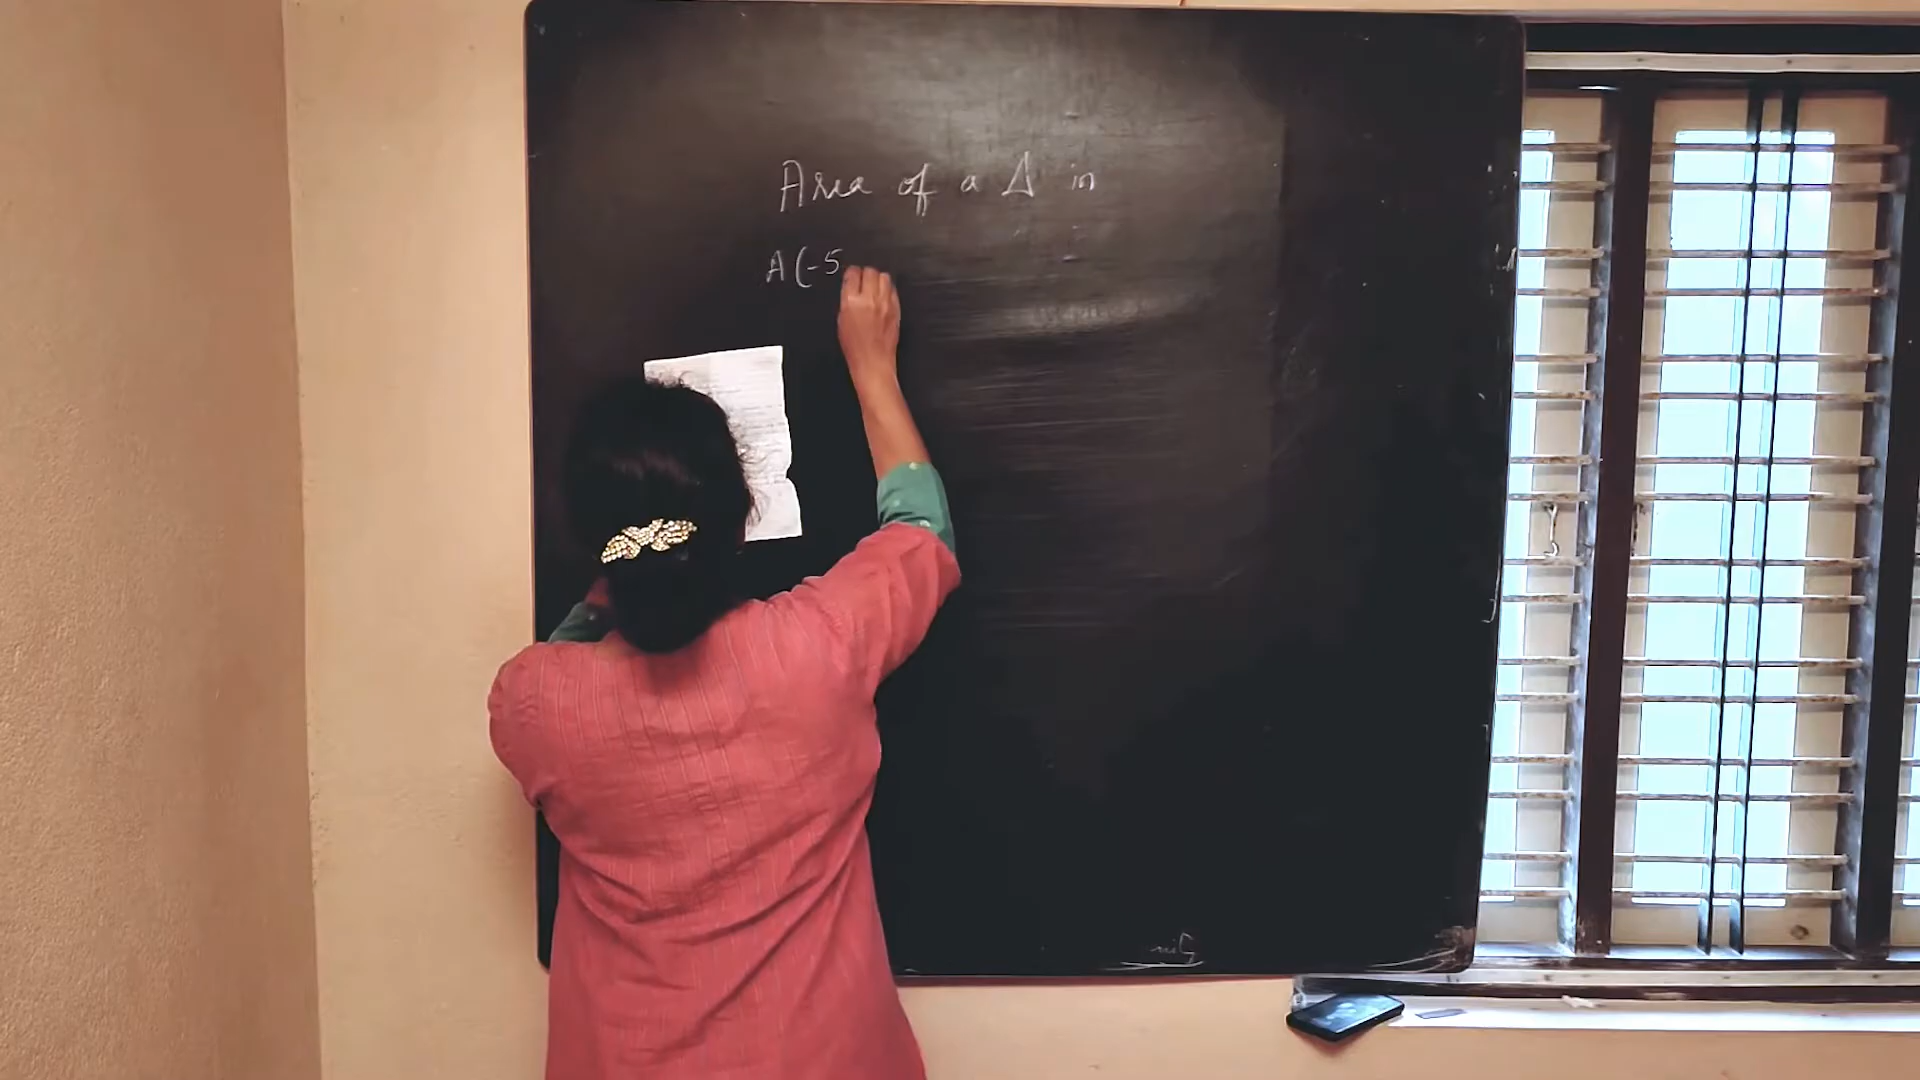 Area of a Δ in
A(-5